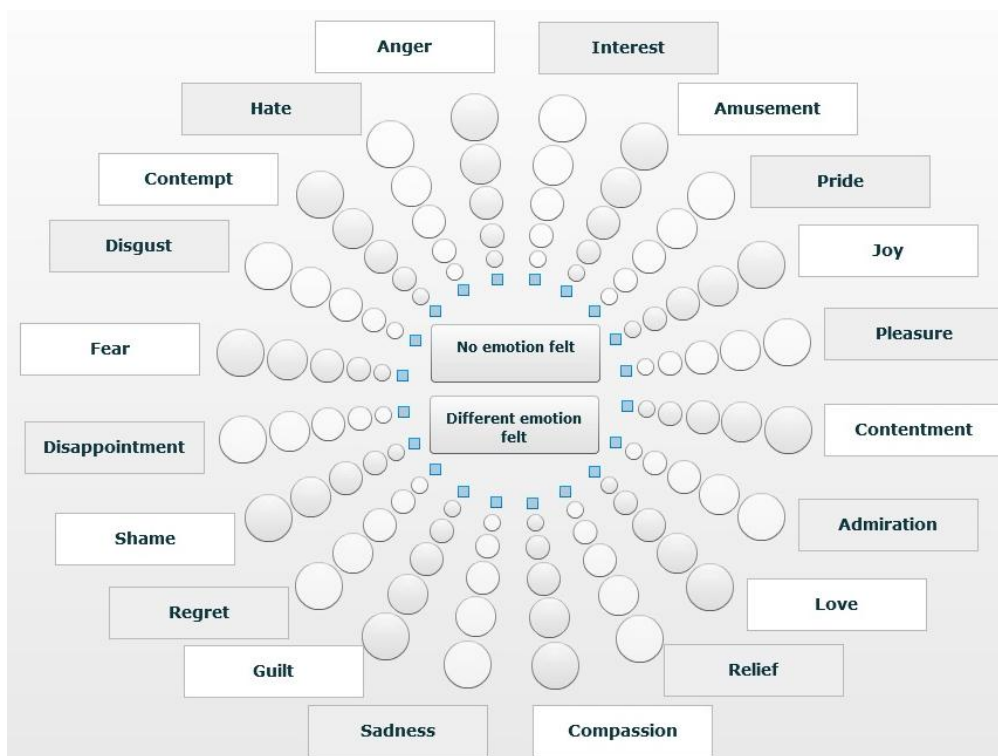 Anger
Interest
Hate
Amusement
Contempt
Pride
Disgust
Joy
Fear
No emotion felt
Pleasure
Disappointment
Different emotion
felt
Contentment
Shame
Admiration
Regret
Love
Guilt
Relief
Sadness
Compassion